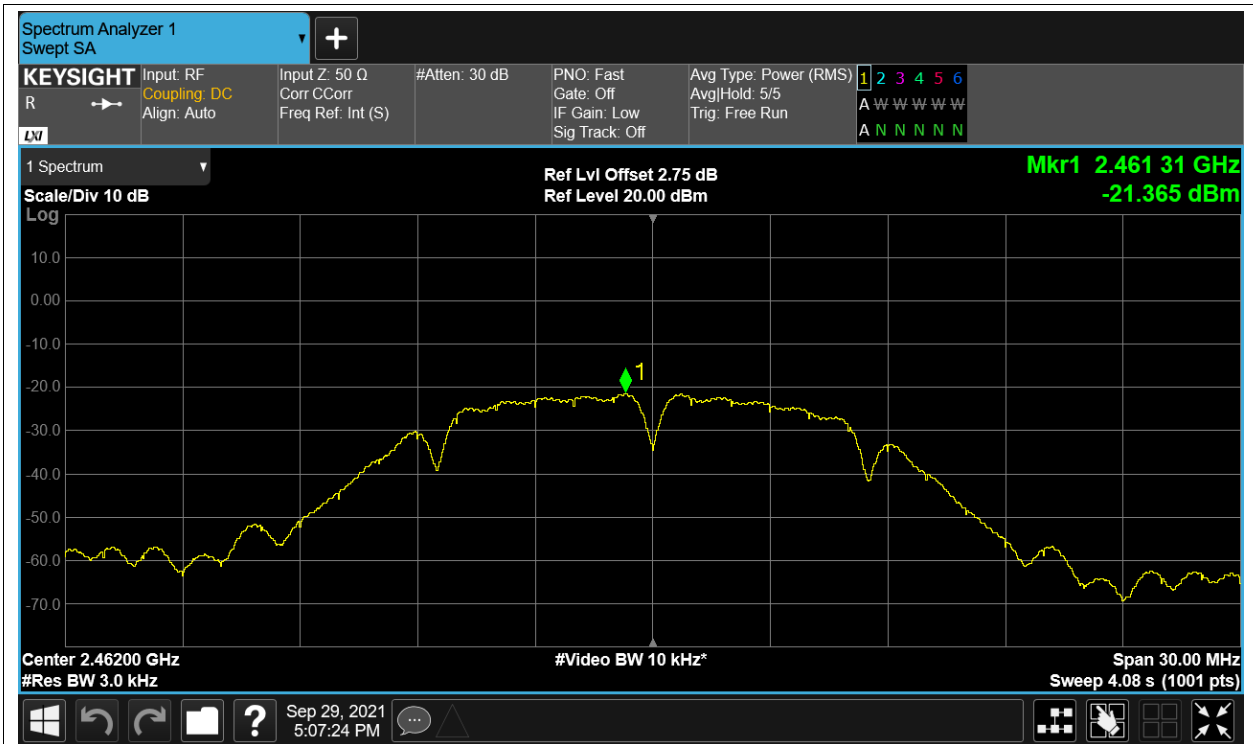 Spectrum Analyzer 1
Swept SA
+
KEYSIGHT
R
LXI
Input: RF
Coupling: DC
Align: Auto
Input Z: 50 Ω
Corr CCorr
Freq Ref: Int (S)
#Atten: 30 dB
PNO: Fast
Gate: Off
IF Gain: Low
Sig Track: Off
Avg Type: Power (RMS)
Avg|Hold: 5/5
Trig: Free Run
1 2 3 4 5 6
A W W W W W
A N N N N N
1 Spectrum
Scale/Div 10 dB
Log
Ref Lvl Offset 2.75 dB
Ref Level 20.00 dBm
Mkr1 2.461 31 GHz
-21.365 dBm
10.0
0.00
-10.0
-20.0
-30.0
-40.0
-50.0
-60.0
-70.0
1
Center 2.46200 GHz
#Res BW 3.0 kHz
#Video BW 10 kHz*
Span 30.00 MHz
Sweep 4.08 s (1001 pts)
?
Sep 29, 2021
5:07:24 PM